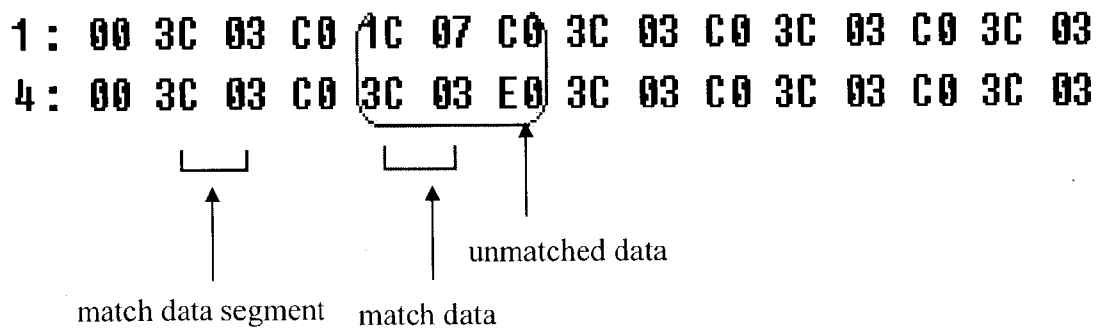 1: 00 3C 03 C0 1C 07 C0 3C 03 C0 3C 03 C0 3C 03
4: 00 3C 03 C0 3C 03 E0 3C 03 C0 3C 03 C0 3C 03
unmatched data
match data segment match data